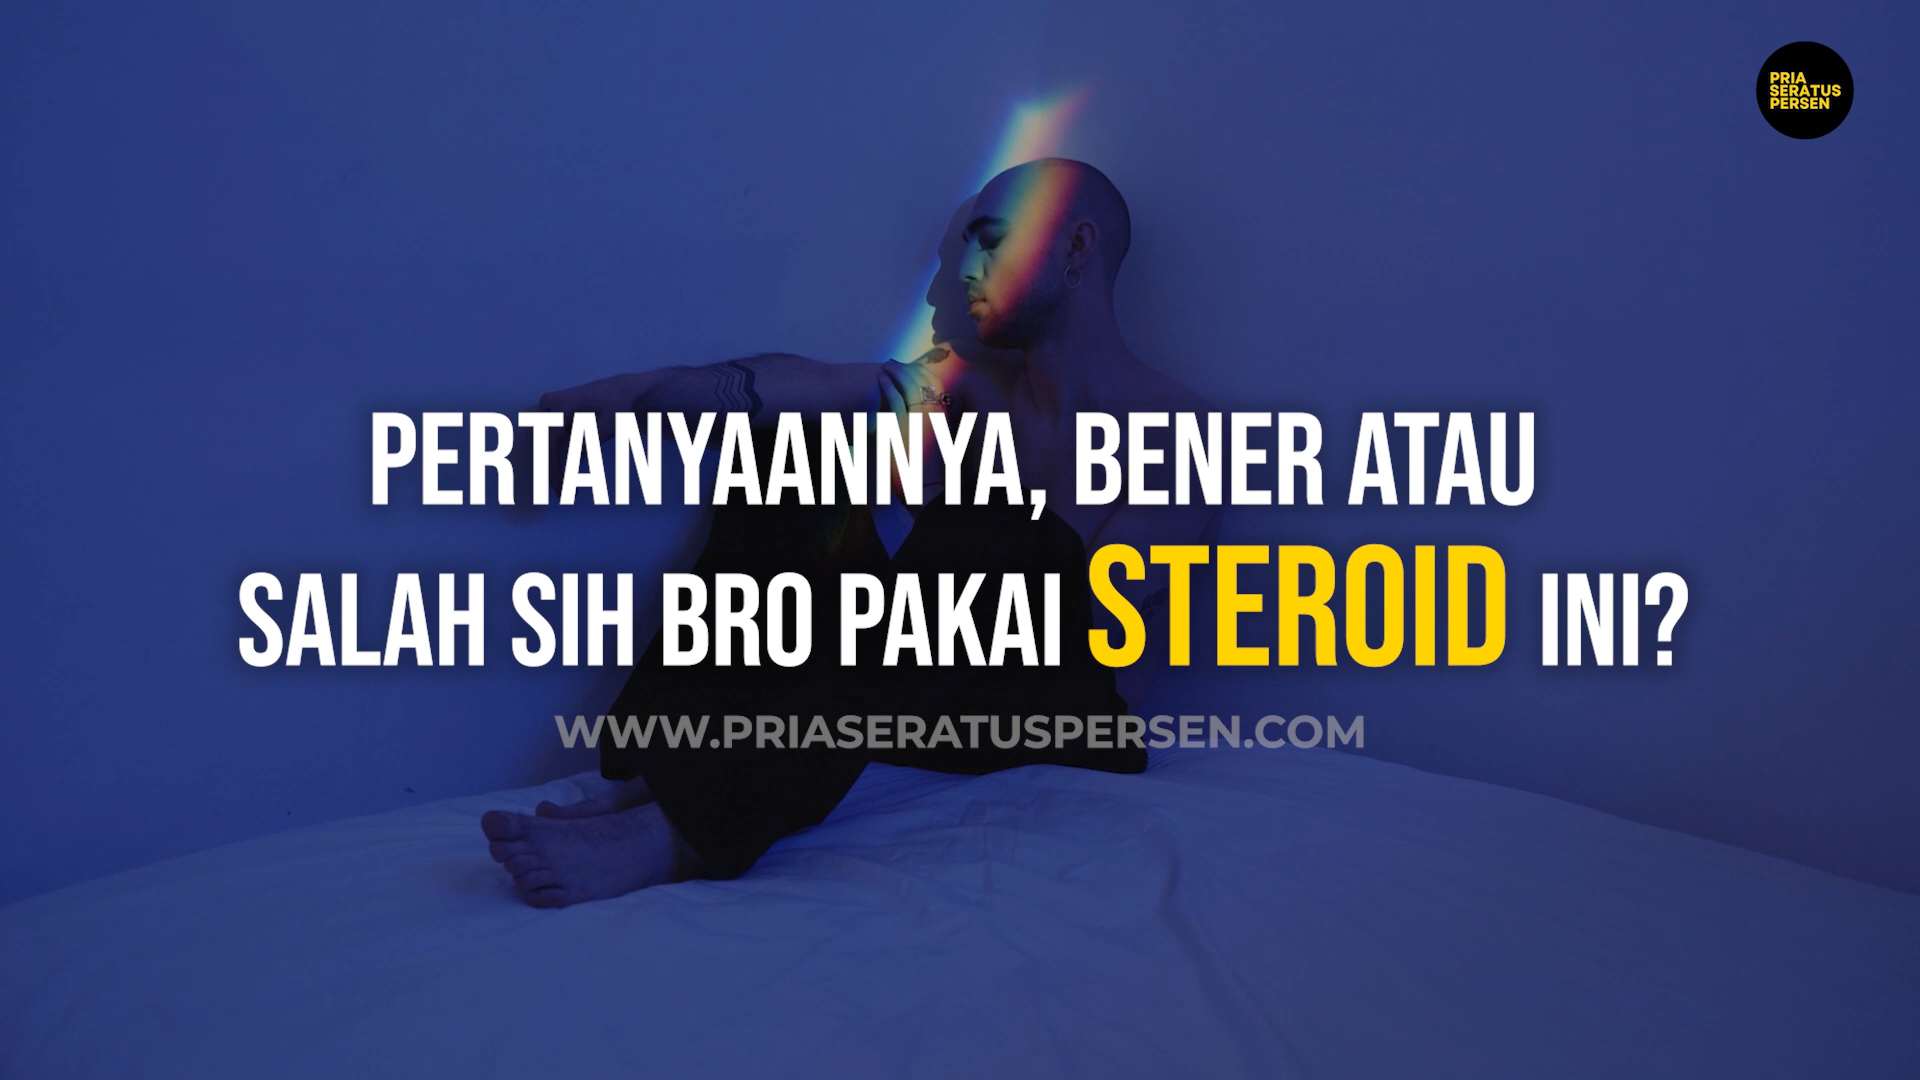 PRIA
SERATUS
PERSEN
PERTANYAANNYA, BENER ATAU
SALAH SIH BRO PAKAI STEROID INI?
WWW.PRIASERATUSPERSEN.COM